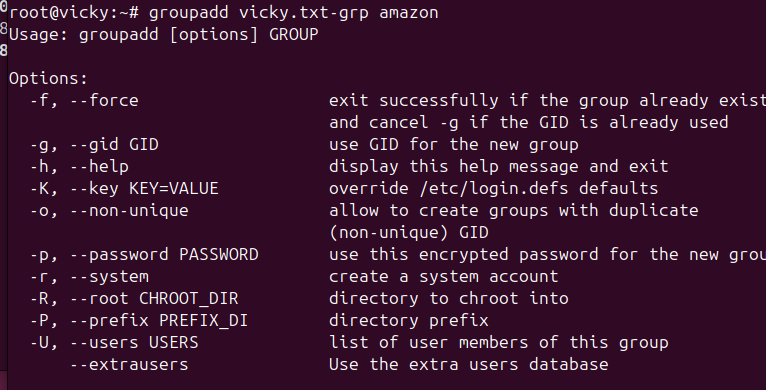 root@vicky:~# groupadd vicky.txt-grp amazon
Usage: groupadd [options] GROUP
Options:
-f, --force exit successfully if the group already exist
and cancel -g if the GID is already used
-g, --gid GID use GID for the new group
-h, --help display this help message and exit
-K, --key KEY=VALUE override /etc/login.defs defaults
-o, --non-unique allow to create groups with duplicate
(non-unique) GID
-p, --password PASSWORD use this encrypted password for the new grou
-r, --system create a system account
-R, --root CHROOT_DIR directory to chroot into
-P, --prefix PREFIX_DI directory prefix
-U, --users USERS list of user members of this group
--extrausers Use the extra users database